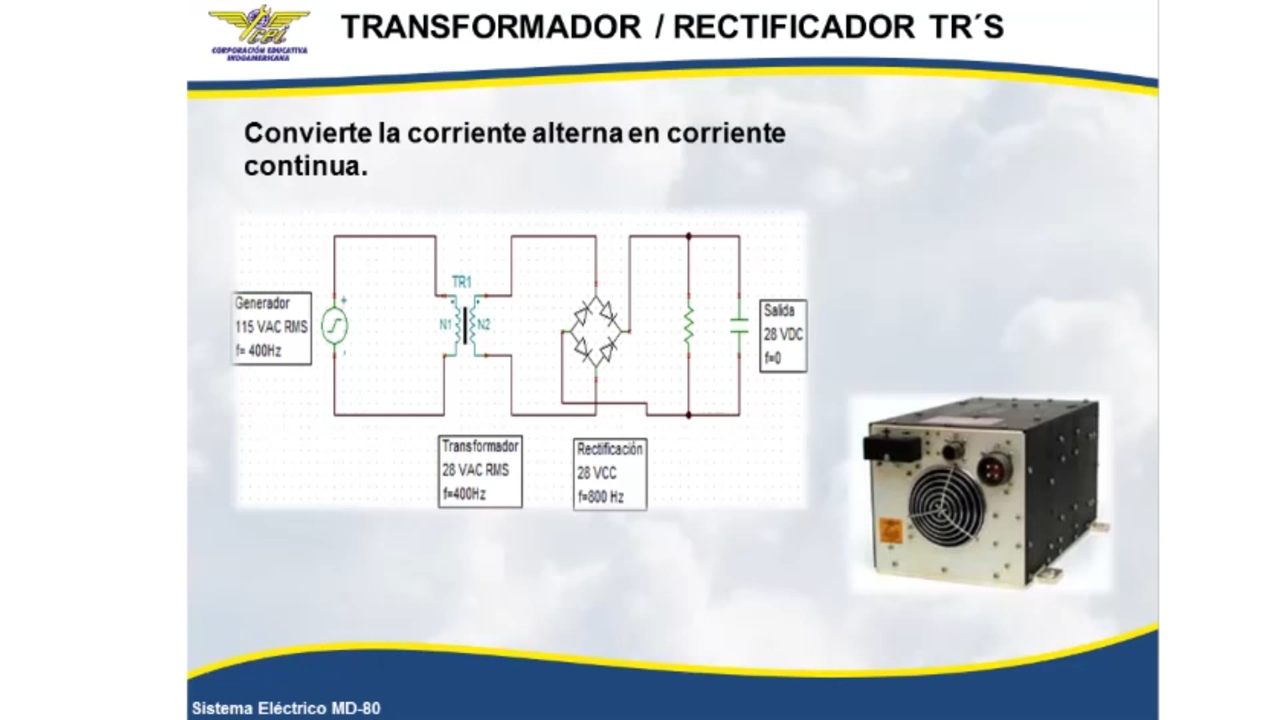 CPI
CORPORACIÓN EDUCATIVA
INDOAMERICANA
TRANSFORMADOR / RECTIFICADOR TR´S
Convierte la corriente alterna en corriente
continua.
Generador
115 VAC RMS
f= 400Hz
+
-
TR1
N1
N2
Salida
28 VDC
f=0
Transformador
28 VAC RMS
f=400Hz
Rectificación
28 VCC
f=800 Hz
Sistema Eléctrico MD-80